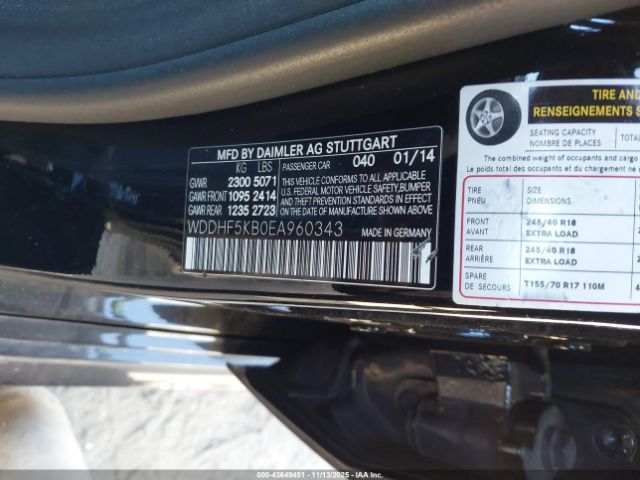 MFD BY DAIMLER AG STUTTGART
KG LBS PASSENGER CAR 040 01/14
GVWR 2300 5071
GAWR FRONT 1095 2414
GAWR REAR 1235 2723
THIS VEHICLE CONFORMS TO ALL APPLICABLE
U.S. FEDERAL MOTOR VEHICLE SAFETY, BUMPER
AND THEFT PREVENTION STANDARDS IN EFFECT
ON THE DATE OF MANUFACTURE SHOWN ABOVE.
WDDHF5KB0EA960343 MADE IN GERMANY
TIRE AND
RENSEIGNEMENTS S
SEATING CAPACITY TOTAL
NOMBRE DE PLACES
The combined weight of occupants and cargo
TIRE SIZE
PNEU DIMENSIONS
FRONT 245/40 R18
AVANT EXTRA LOAD
REAR 245/40 R18
ARRIÈRE EXTRA LOAD
SPARE T155/70 R17 110M
DE SECOURS
000-43649451 - 11/13/2025 - IAAI.CA